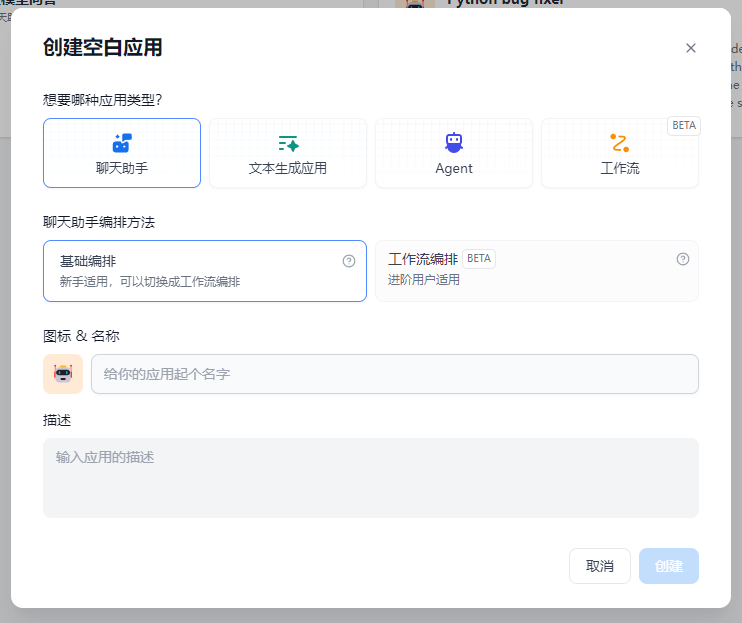 Python bug fixer
创建空白应用
想要哪种应用类型?
BETA
聊天助手
文本生成应用
Agent
工作流
聊天助手编排方法
基础编排
新手适用，可以切换成工作流编排
工作流编排 BETA
进阶用户适用
图标 & 名称
给你的应用起个名字
描述
输入应用的描述
取消
创建